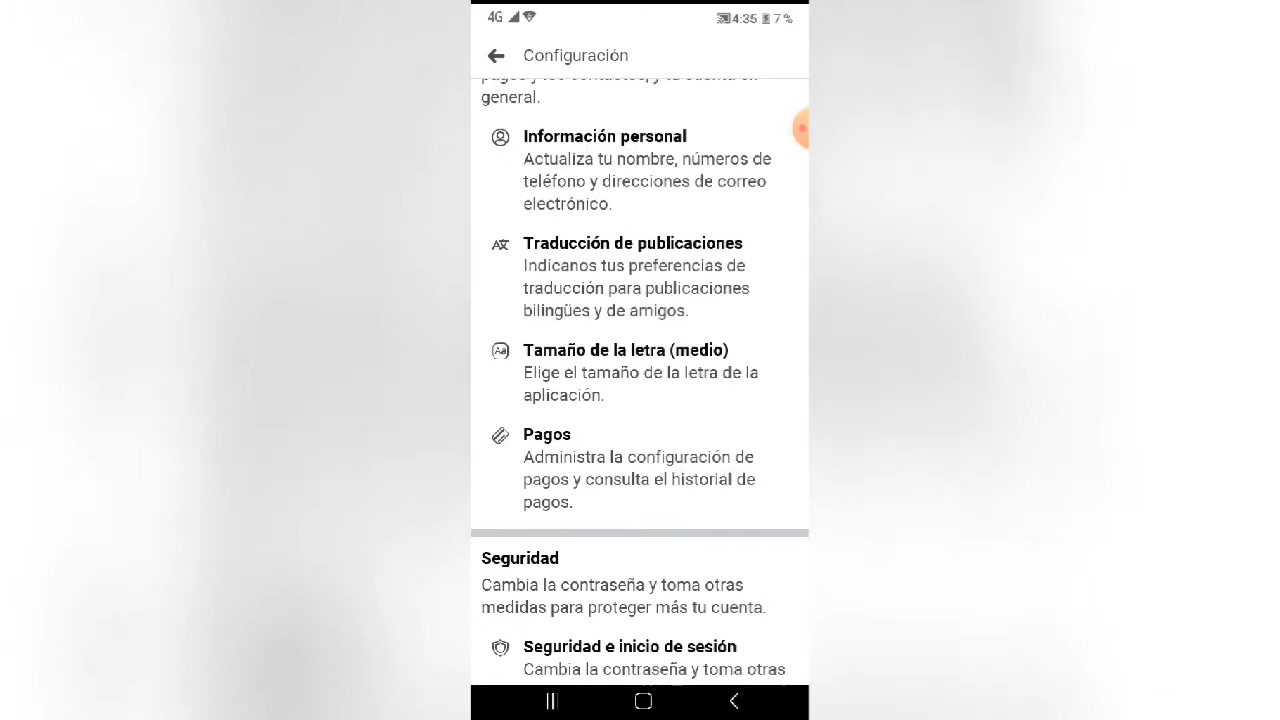 4G 4:35 7%
Configuración
general.
Información personal
Actualiza tu nombre, números de
teléfono y direcciones de correo
electrónico.
Traducción de publicaciones
Indícanos tus preferencias de
traducción para publicaciones
bilingües y de amigos.
Aa Tamaño de la letra (medio)
Elige el tamaño de la letra de la
aplicación.
Pagos
Administra la configuración de
pagos y consulta el historial de
pagos.
Seguridad
Cambia la contraseña y toma otras
medidas para proteger más tu cuenta.
Seguridad e inicio de sesión
Cambia la contraseña y toma otras